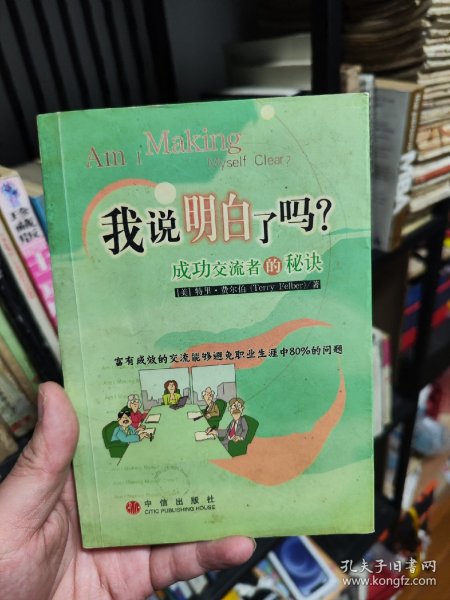 Am I Making
Myself Clear?
我说明白了吗?
成功交流者的秘诀
[美]特里·费尔伯(Terry Felber)/著
富有成效的交流能够避免职业生涯中80%的问题
中信出版社
CITIC PUBLISHING HOUSE
孔夫子旧书网
www.kongfz.com